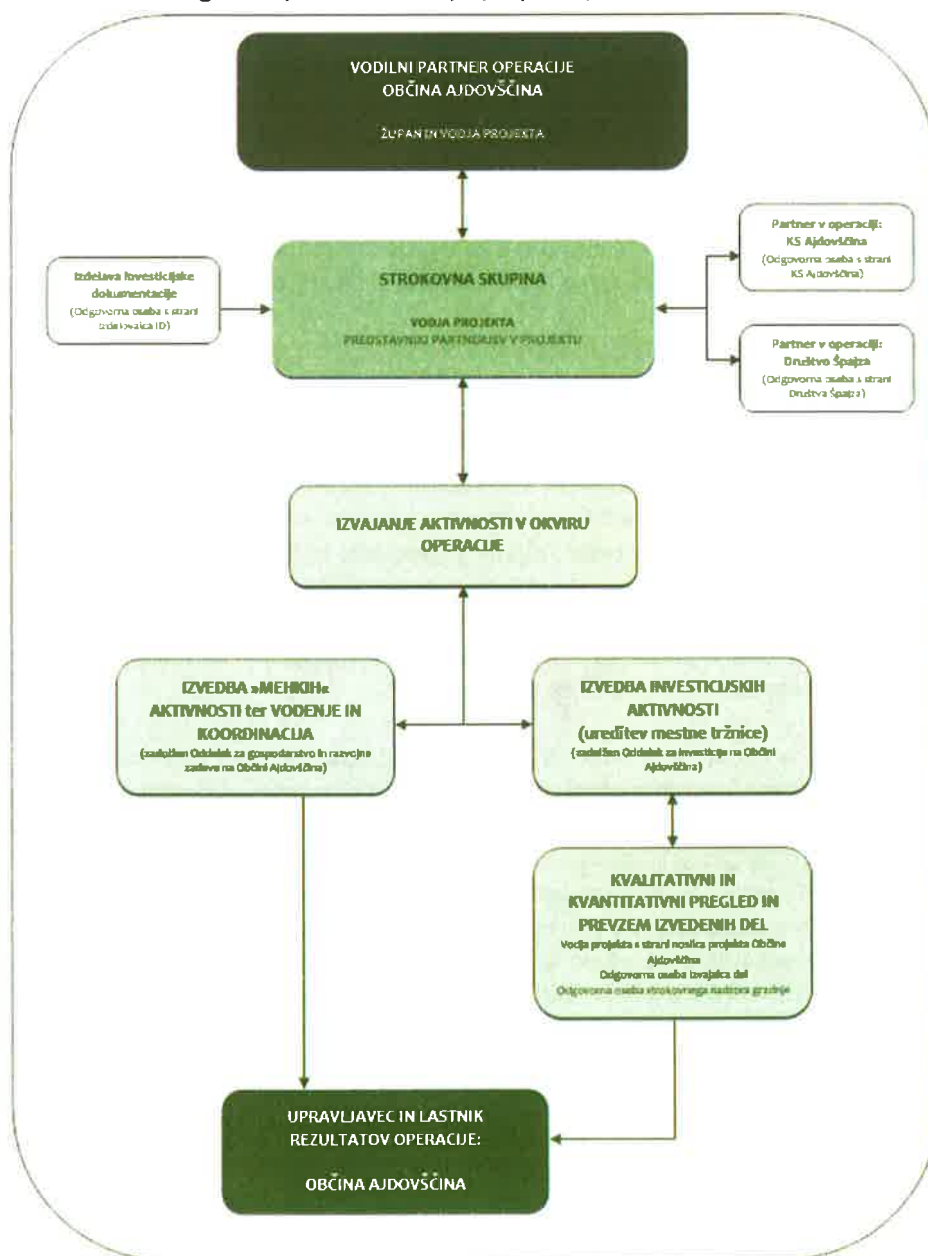 VODILNI PARTNER OPERACIJE
OBČINA AJDOVŠČINA
ŽUPAN IN VODJA PROJEKTA
Izdelava investicijske
dokumentacije
(Odgovorna oseba s strani
izdelovalca ID)
STROKOVNA SKUPINA
VODJA PROJEKTA
PREDSTAVNIKI PARTNERJEV V PROJEKTU
Partner v operaciji:
KS Ajdovščina
(Odgovorna oseba s strani
KS Ajdovščina)
Partner v operaciji:
Društvo Špajza
(Odgovorna oseba s strani
Društva Špajza)
IZVAJANJE AKTIVNOSTI V OKVIRU
OPERACIJE
IZVEDBA »MEHKIH«
AKTIVNOSTI ter VODENJE IN
KOORDINACIJA
(zadolžen Oddelek za gospodarstvo in razvojne
zadeve na Občini Ajdovščina)
IZVEDBA INVESTICIJSKIH
AKTIVNOSTI
(ureditev mestne tržnice)
(zadolžen Oddelek za investicije na Občini
Ajdovščina)
KVALITATIVNI IN
KVANTITATIVNI PREGLED IN
PREVZEM IZVEDENIH DEL
Vodja projekta s strani nosilca projekta Občine
Ajdovščina
Odgovorna oseba izvajalca del
Odgovorna oseba strokovnega nadzora gradnje
UPRAVLJAVEC IN LASTNIK
REZULTATOV OPERACIJE:
OBČINA AJDOVŠČINA